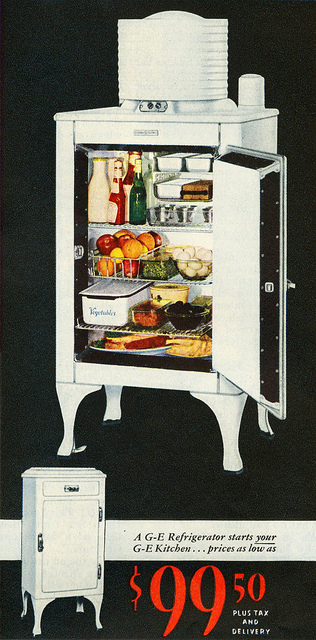 Vegetables
A G-E Refrigerator starts your
G-E Kitchen . . . prices as low as
$99 50
PLUS TAX
AND
DELIVERY